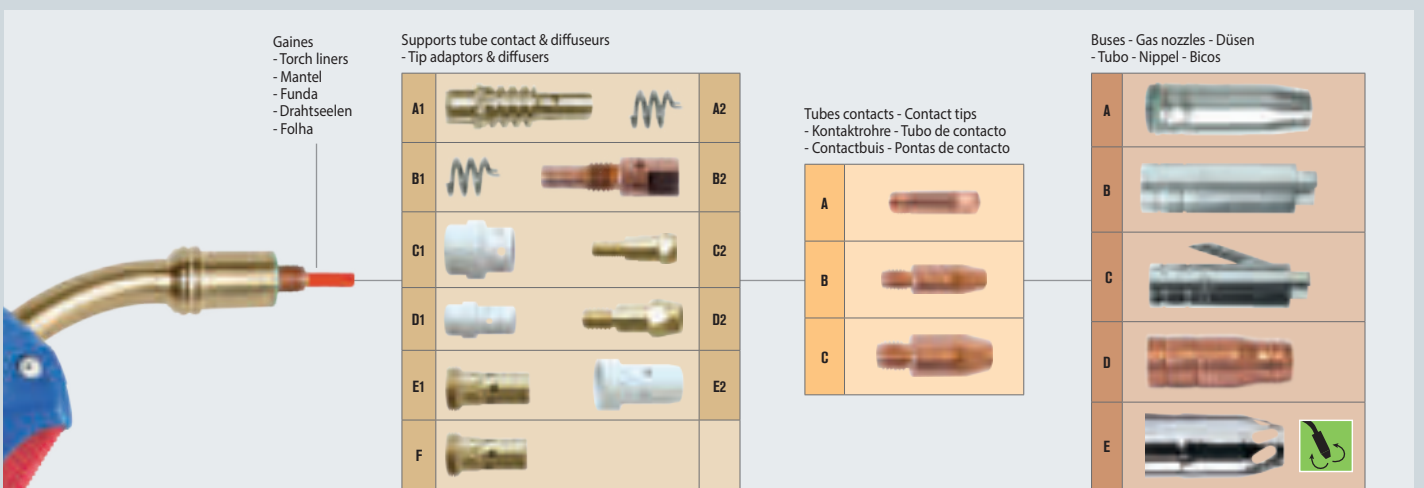 Gaines
- Torch liners
- Mantel
- Funda
- Drahtseelen
- Folha
Supports tube contact & diffuseurs
- Tip adaptors & diffusers
A1
A2
B1
B2
C1
C2
D1
D2
E1
E2
F
Tubes contacts - Contact tips
- Kontaktrohre - Tubo de contacto
- Contactbuis - Pontas de contacto
A
B
C
Buses - Gas nozzles - Düsen
- Tubo - Nippel - Bicos
A
B
C
D
E